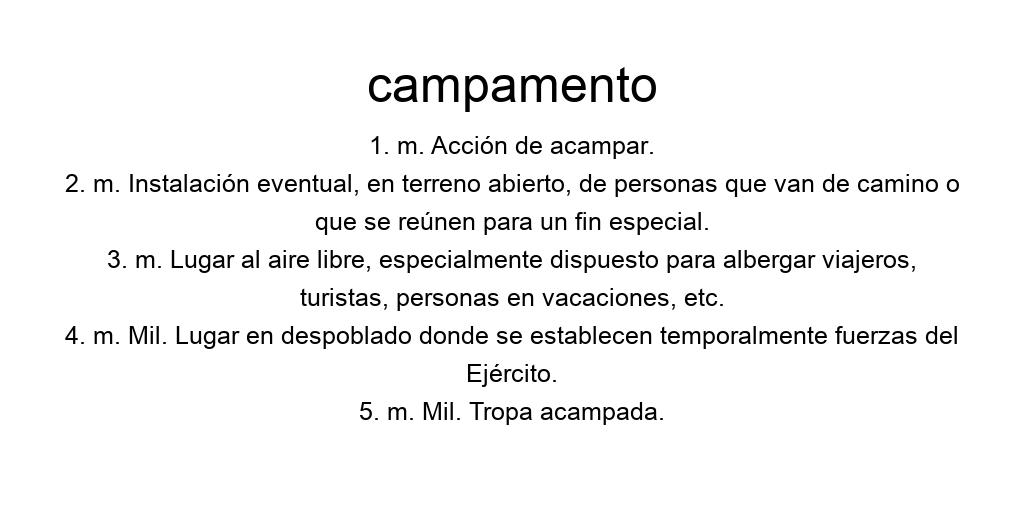 campamento
1. m. Acción de acampar.
2. m. Instalación eventual, en terreno abierto, de personas que van de camino o
que se reúnen para un fin especial.
3. m. Lugar al aire libre, especialmente dispuesto para albergar viajeros,
turistas, personas en vacaciones, etc.
4. m. Mil. Lugar en despoblado donde se establecen temporalmente fuerzas del
Ejército.
5. m. Mil. Tropa acampada.